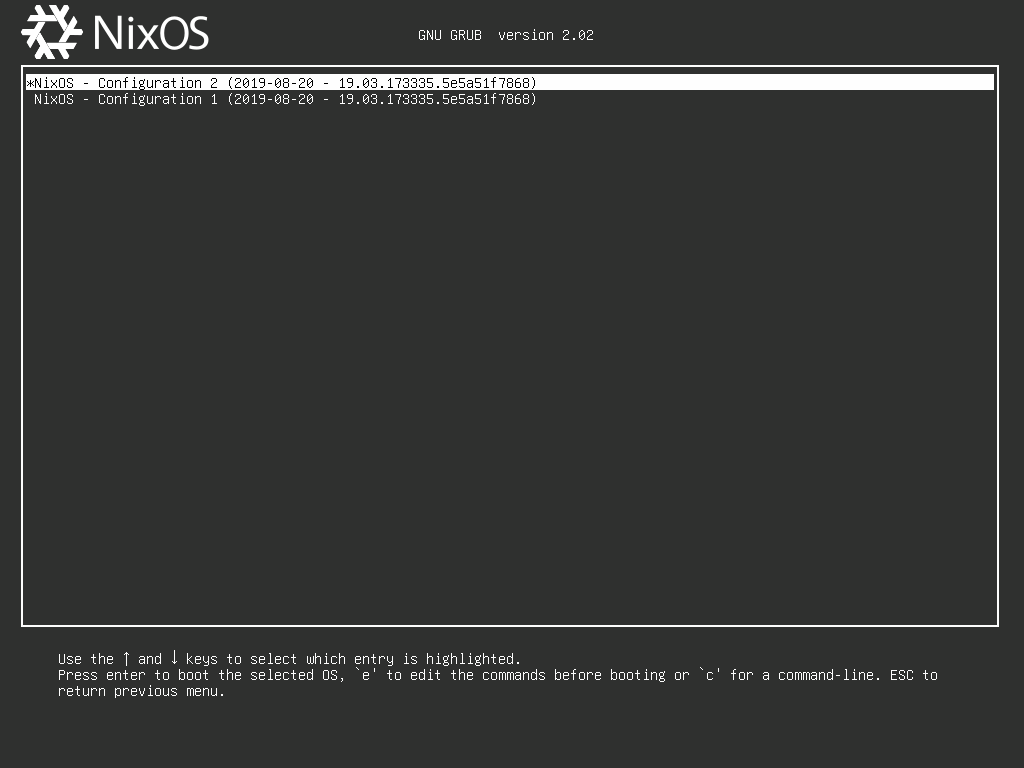 NixOS
GNU GRUB  version 2.02
*NixOS - Configuration 2 (2019-08-20 - 19.03.173335.5e5a51f7868)
NixOS - Configuration 1 (2019-08-20 - 19.03.173335.5e5a51f7868)
Use the ↑ and ↓ keys to select which entry is highlighted.
Press enter to boot the selected OS, `e' to edit the commands before booting or `c' for a command-line. ESC to
return previous menu.